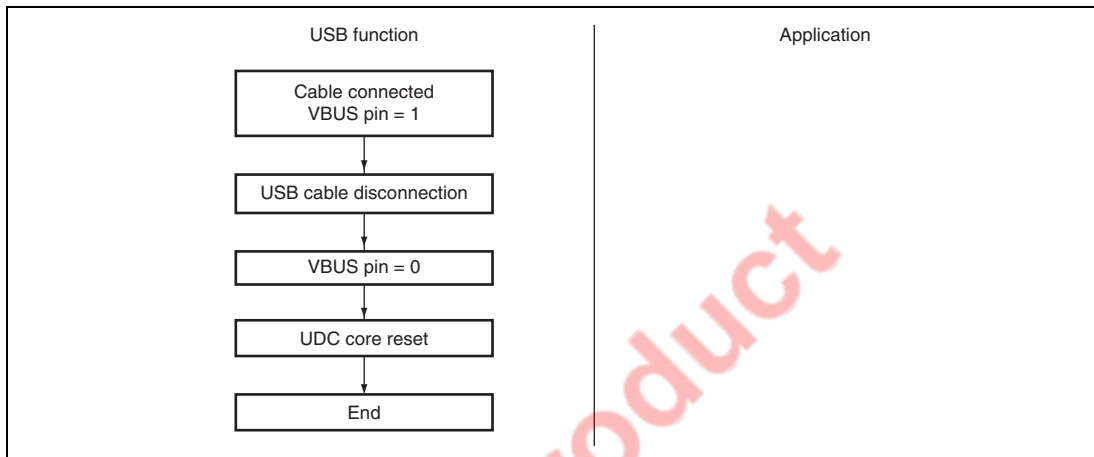 USB function
Application
Cable connected
VBUS pin = 1
USB cable disconnection
VBUS pin = 0
UDC core reset
End